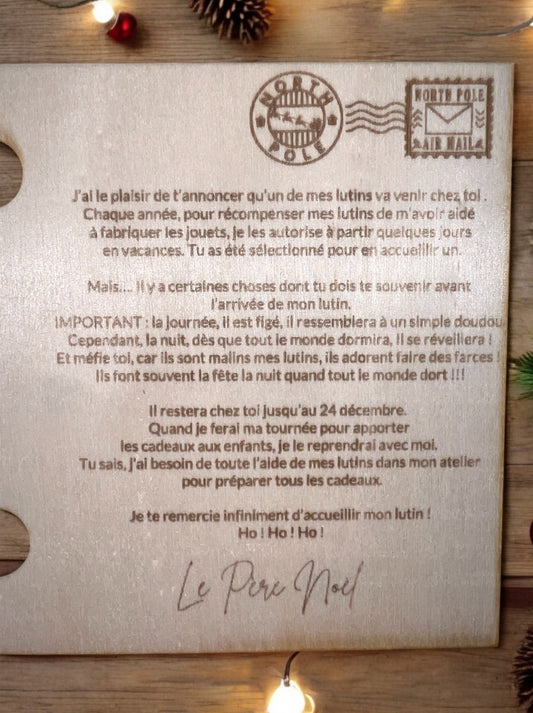 NORTH POLE
NORTH POLE
AIR MAIL
J'ai le plaisir de t'annoncer qu'un de mes lutins va venir chez toi .
Chaque année, pour récompenser mes lutins de m'avoir aidé
à fabriquer les jouets, je les autorise à partir quelques jours
en vacances. Tu as été sélectionné pour en accueillir un.
Mais.... il y a certaines choses dont tu dois te souvenir avant
l'arrivée de mon lutin.
IMPORTANT : la journée, il est figé, il ressemblera à un simple doudou
Cependant, la nuit, dès que tout le monde dormira, il se réveillera !
Et méfie toi, car ils sont malins mes lutins, ils adorent faire des farces !
Ils font souvent la fête la nuit quand tout le monde dort !!!
Il restera chez toi jusqu'au 24 décembre.
Quand je ferai ma tournée pour apporter
les cadeaux aux enfants, je le reprendrai avec moi.
Tu sais, j'ai besoin de toute l'aide de mes lutins dans mon atelier
pour préparer tous les cadeaux.
Je te remercie infiniment d'accueillir mon lutin !
Ho ! Ho ! Ho !
Le Père Noël